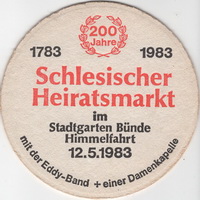 200
Jahre
1783 1983
Schlesischer
Heiratsmarkt
im
Stadtgarten Bünde
Himmelfahrt
12.5.1983
mit der Eddy-Band + einer Damenkapelle